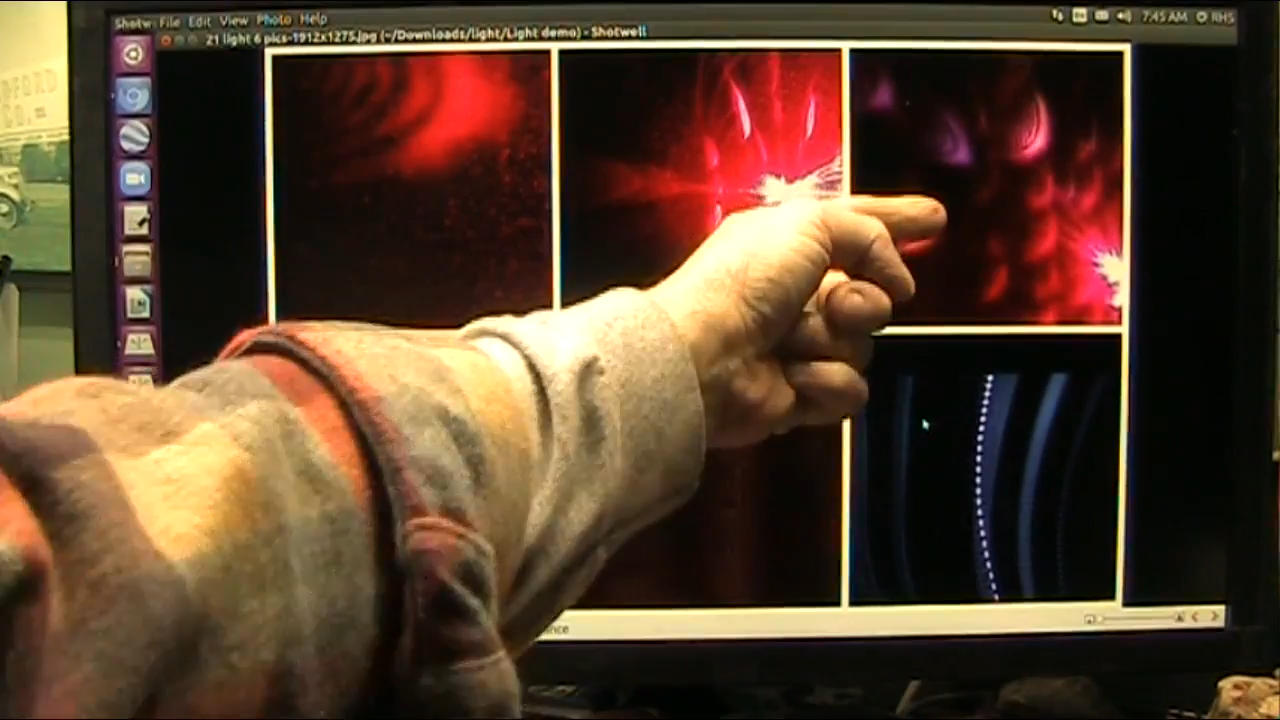 Shotw File Edit View Photo Help
7:45 AM RHS
21 light 6 pics-1912x1275.jpg (~/Downloads/light/Light demo) - Shotwell
CO.